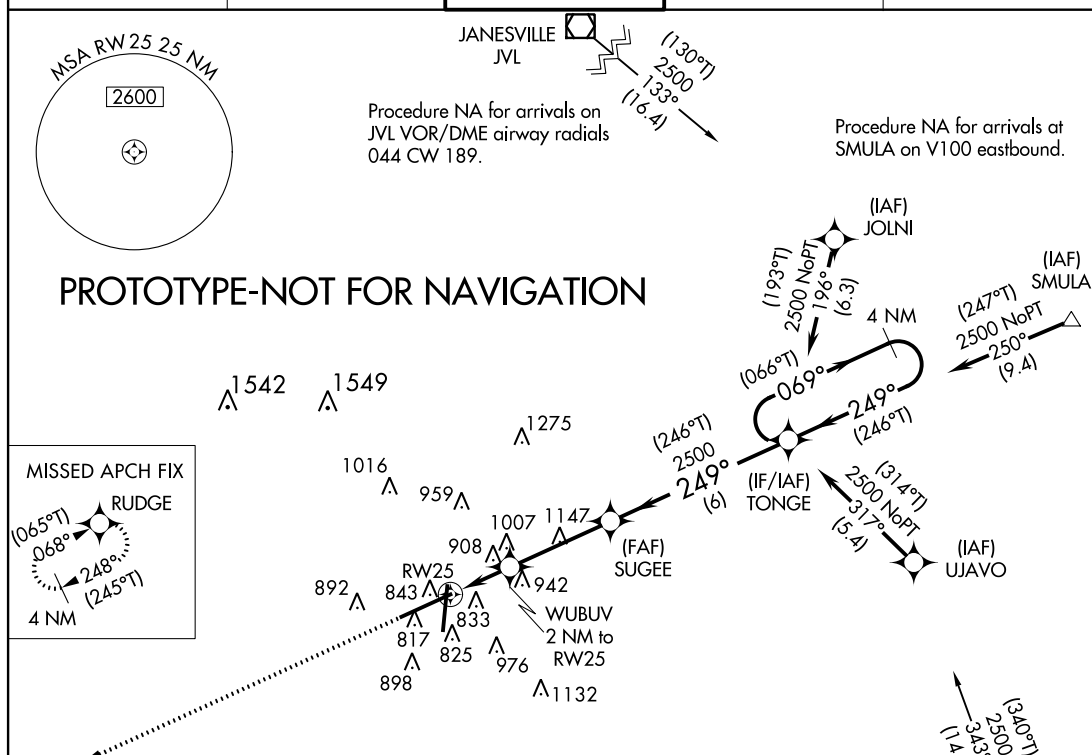 MSA RW 25 25 NM
2600
JANESVILLE
JVL
(130°T)
2500
133°
(16.4)
Procedure NA for arrivals on
JVL VOR/DME airway radials
044 CW 189.
Procedure NA for arrivals at
SMULA on V100 eastbound.
(IAF)
JOLNI
(193°T)
2500 NoPT
196°
(6.3)
(IAF)
SMULA
(247°T)
2500 NoPT
250°
(9.4)
PROTOTYPE-NOT FOR NAVIGATION
4 NM
(066°T)
069°
249°
(246°T)
1542
1549
1275
(246°T)
2500
249°
(6)
(IF/IAF)
TONGE
(314°T)
2500 NoPT
317°
(5.4)
(IAF)
UJAVO
MISSED APCH FIX
RUDGE
(065°T)
068°
248°
(245°T)
4 NM
1016
959
1007
1147
908
(FAF)
SUGEE
RW25
892
843
942
833
817
825
WUBUV
2 NM to
RW25
976
898
1132
(340°T)
2500
343°
(14